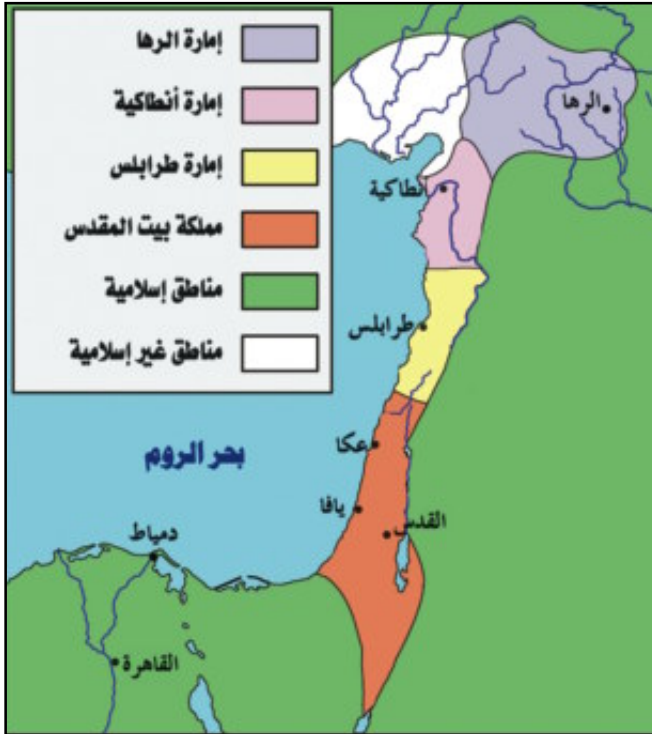 إمارة الرها
إمارة أنطاكية
إمارة طرابلس
مملكة بيت المقدس
مناطق إسلامية
مناطق غير إسلامية
الرها
أنطاكية
طرابلس
عكا
بحر الروم
يافا
القدس
دمياط
القاهرة